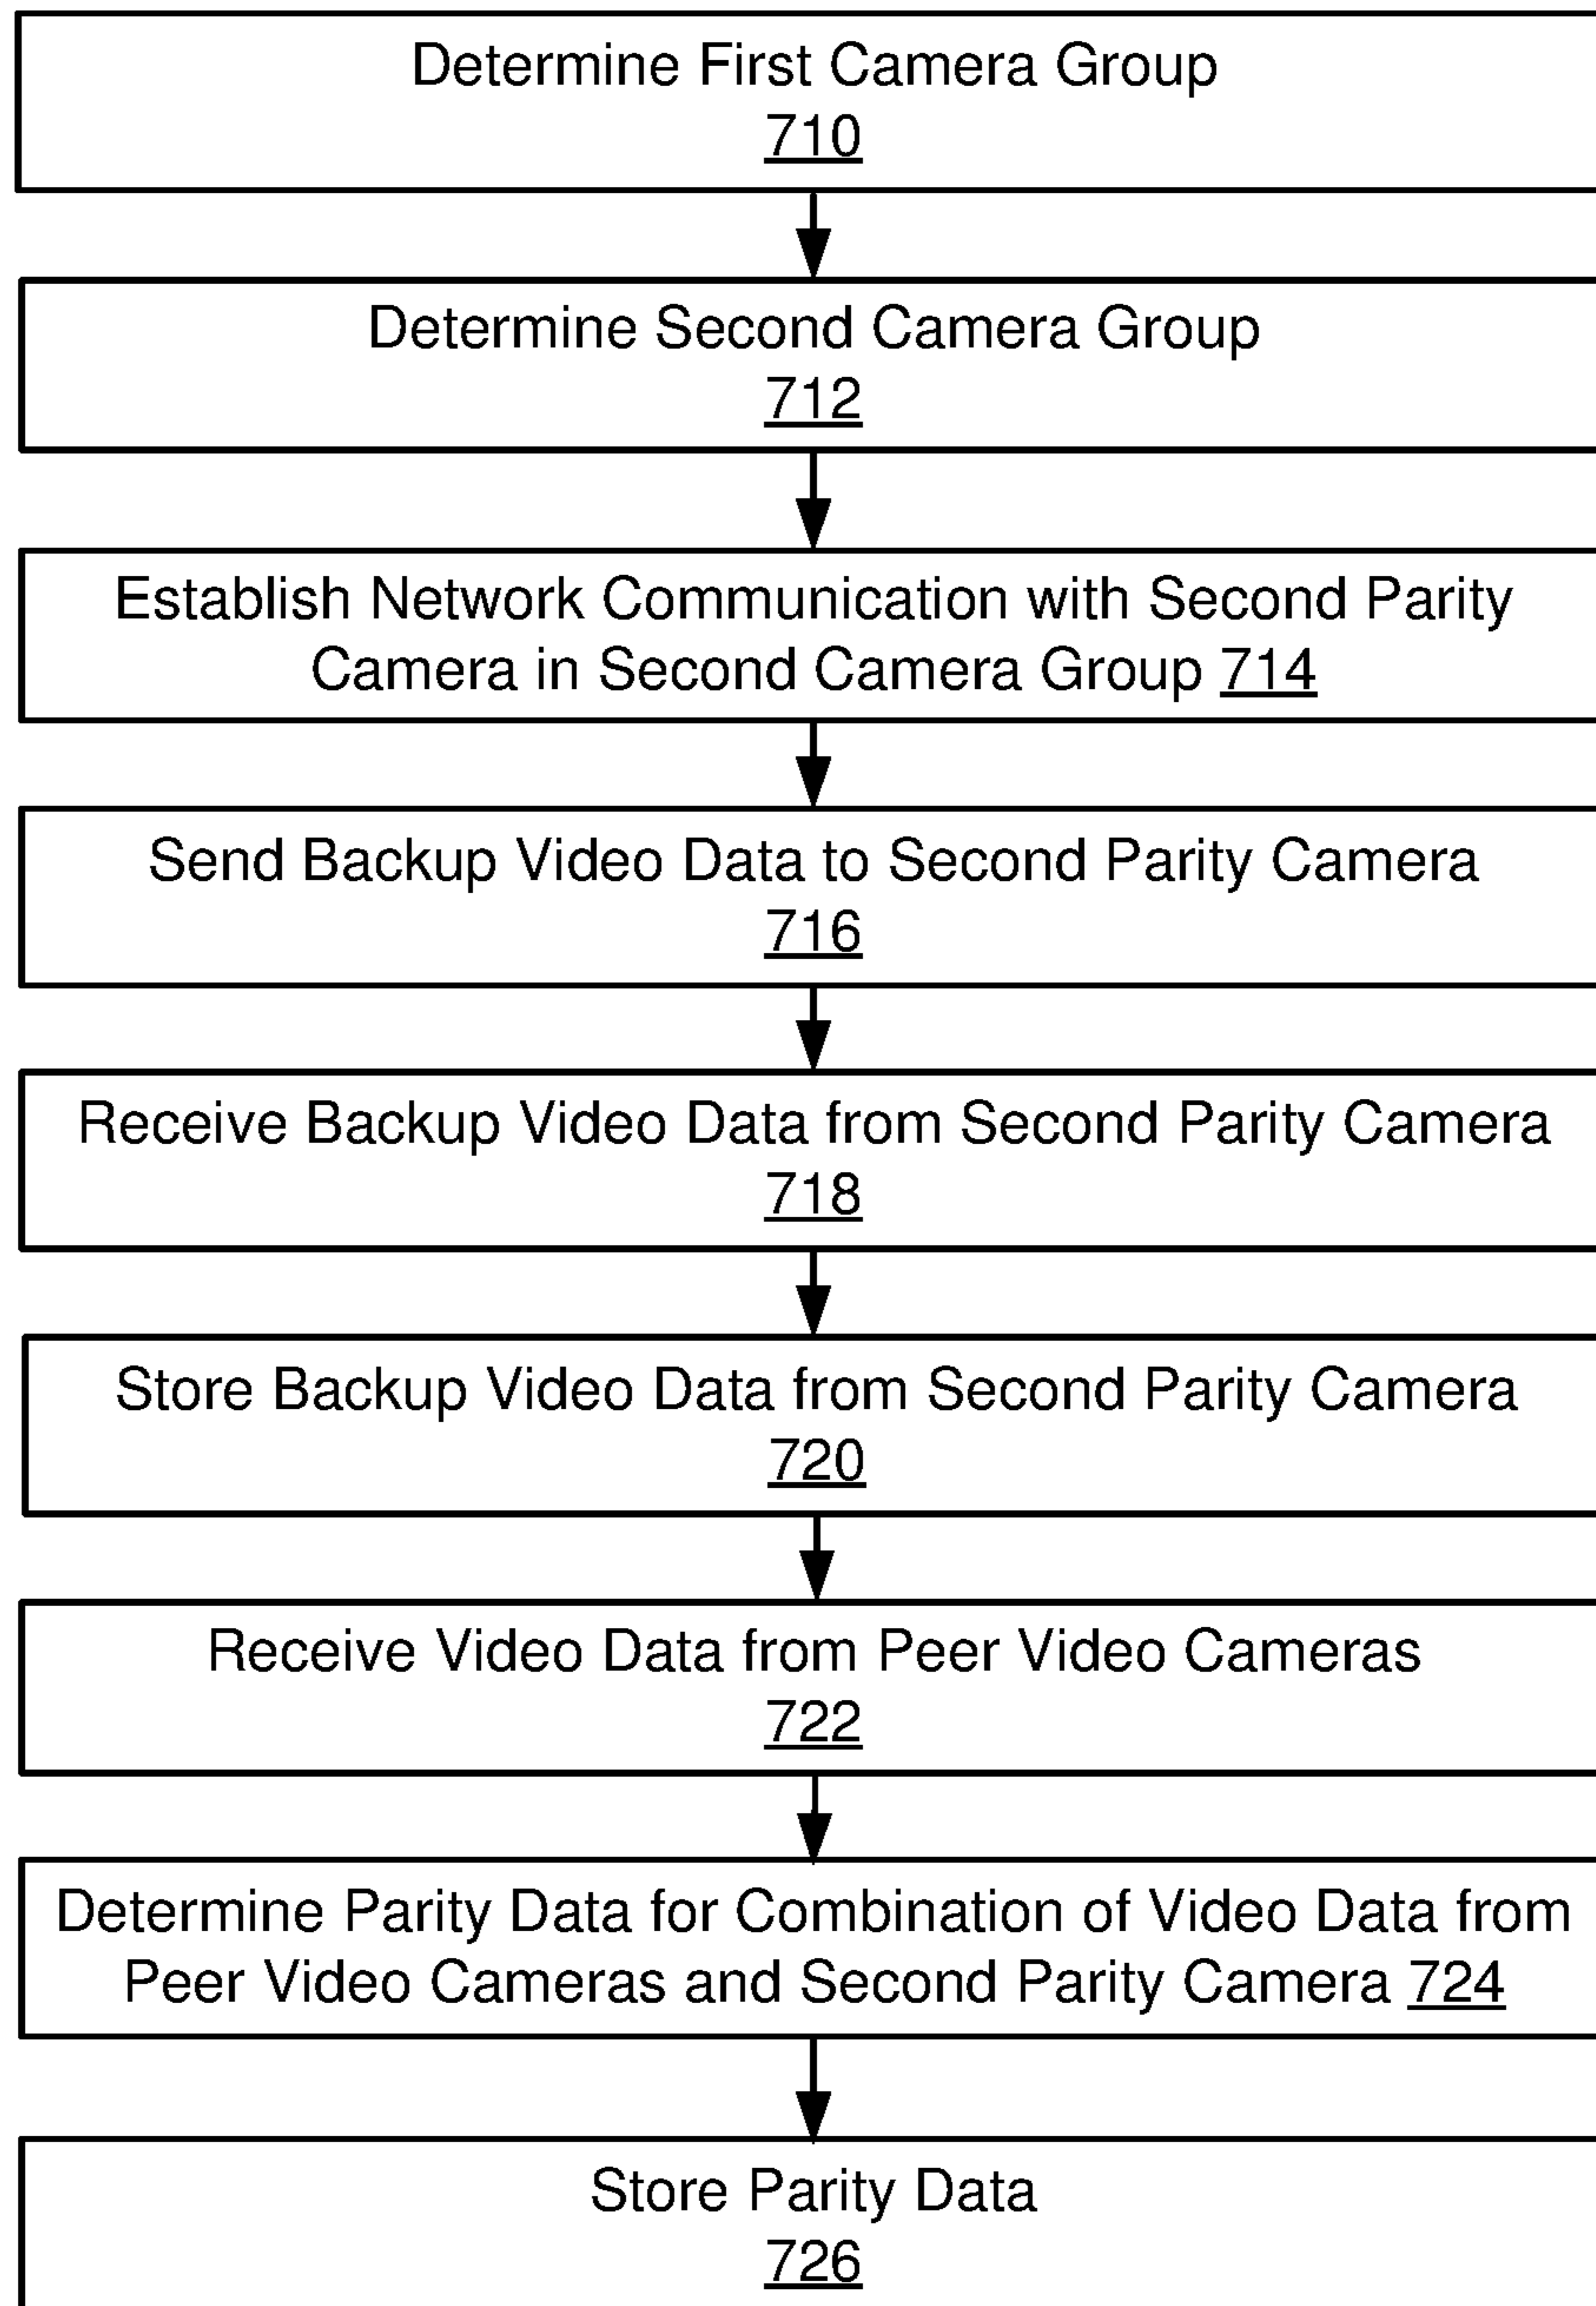 Determine First Camera Group
710
Determine Second Camera Group
712
Establish Network Communication with Second Parity
Camera in Second Camera Group 714
Send Backup Video Data to Second Parity Camera
716
Receive Backup Video Data from Second Parity Camera
718
Store Backup Video Data from Second Parity Camera
720
Receive Video Data from Peer Video Cameras
722
Determine Parity Data for Combination of Video Data from
Peer Video Cameras and Second Parity Camera 724
Store Parity Data
726